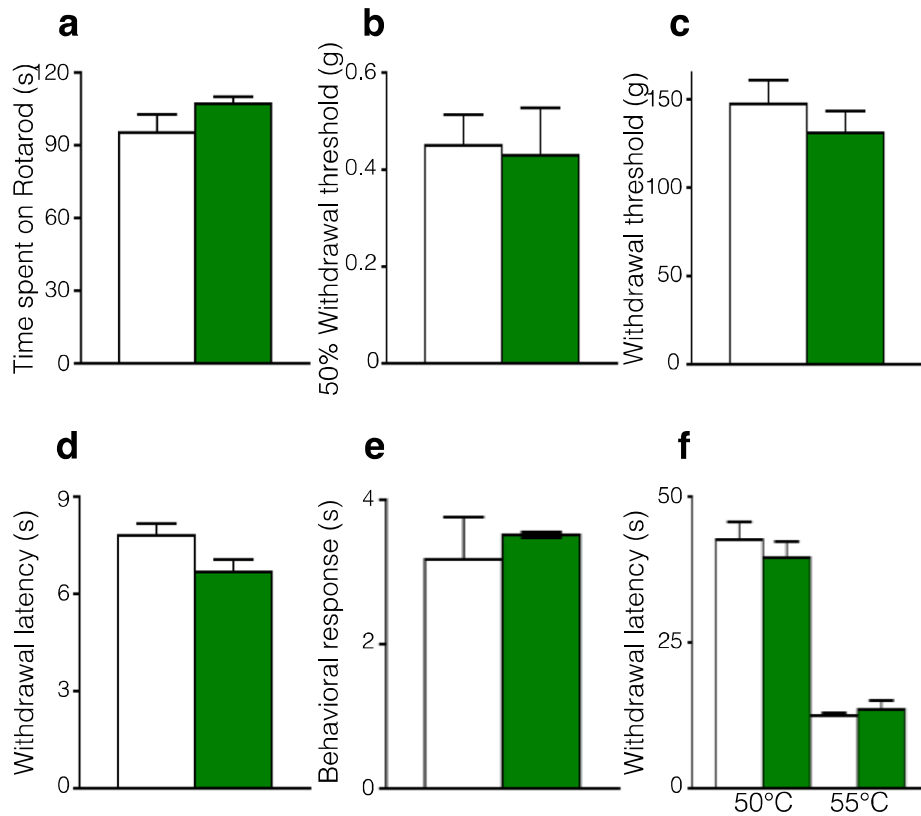 a
Time spent on Rotarod (s)
120
90
60
30
0
b
50% Withdrawal threshold (g)
0.6
0.4
0.2
0
c
Withdrawal threshold (g)
150
100
50
0
d
Withdrawal latency (s)
9
6
3
0
e
Behavioral response (s)
4
2
0
f
Withdrawal latency (s)
50
25
0
50°C 55°C